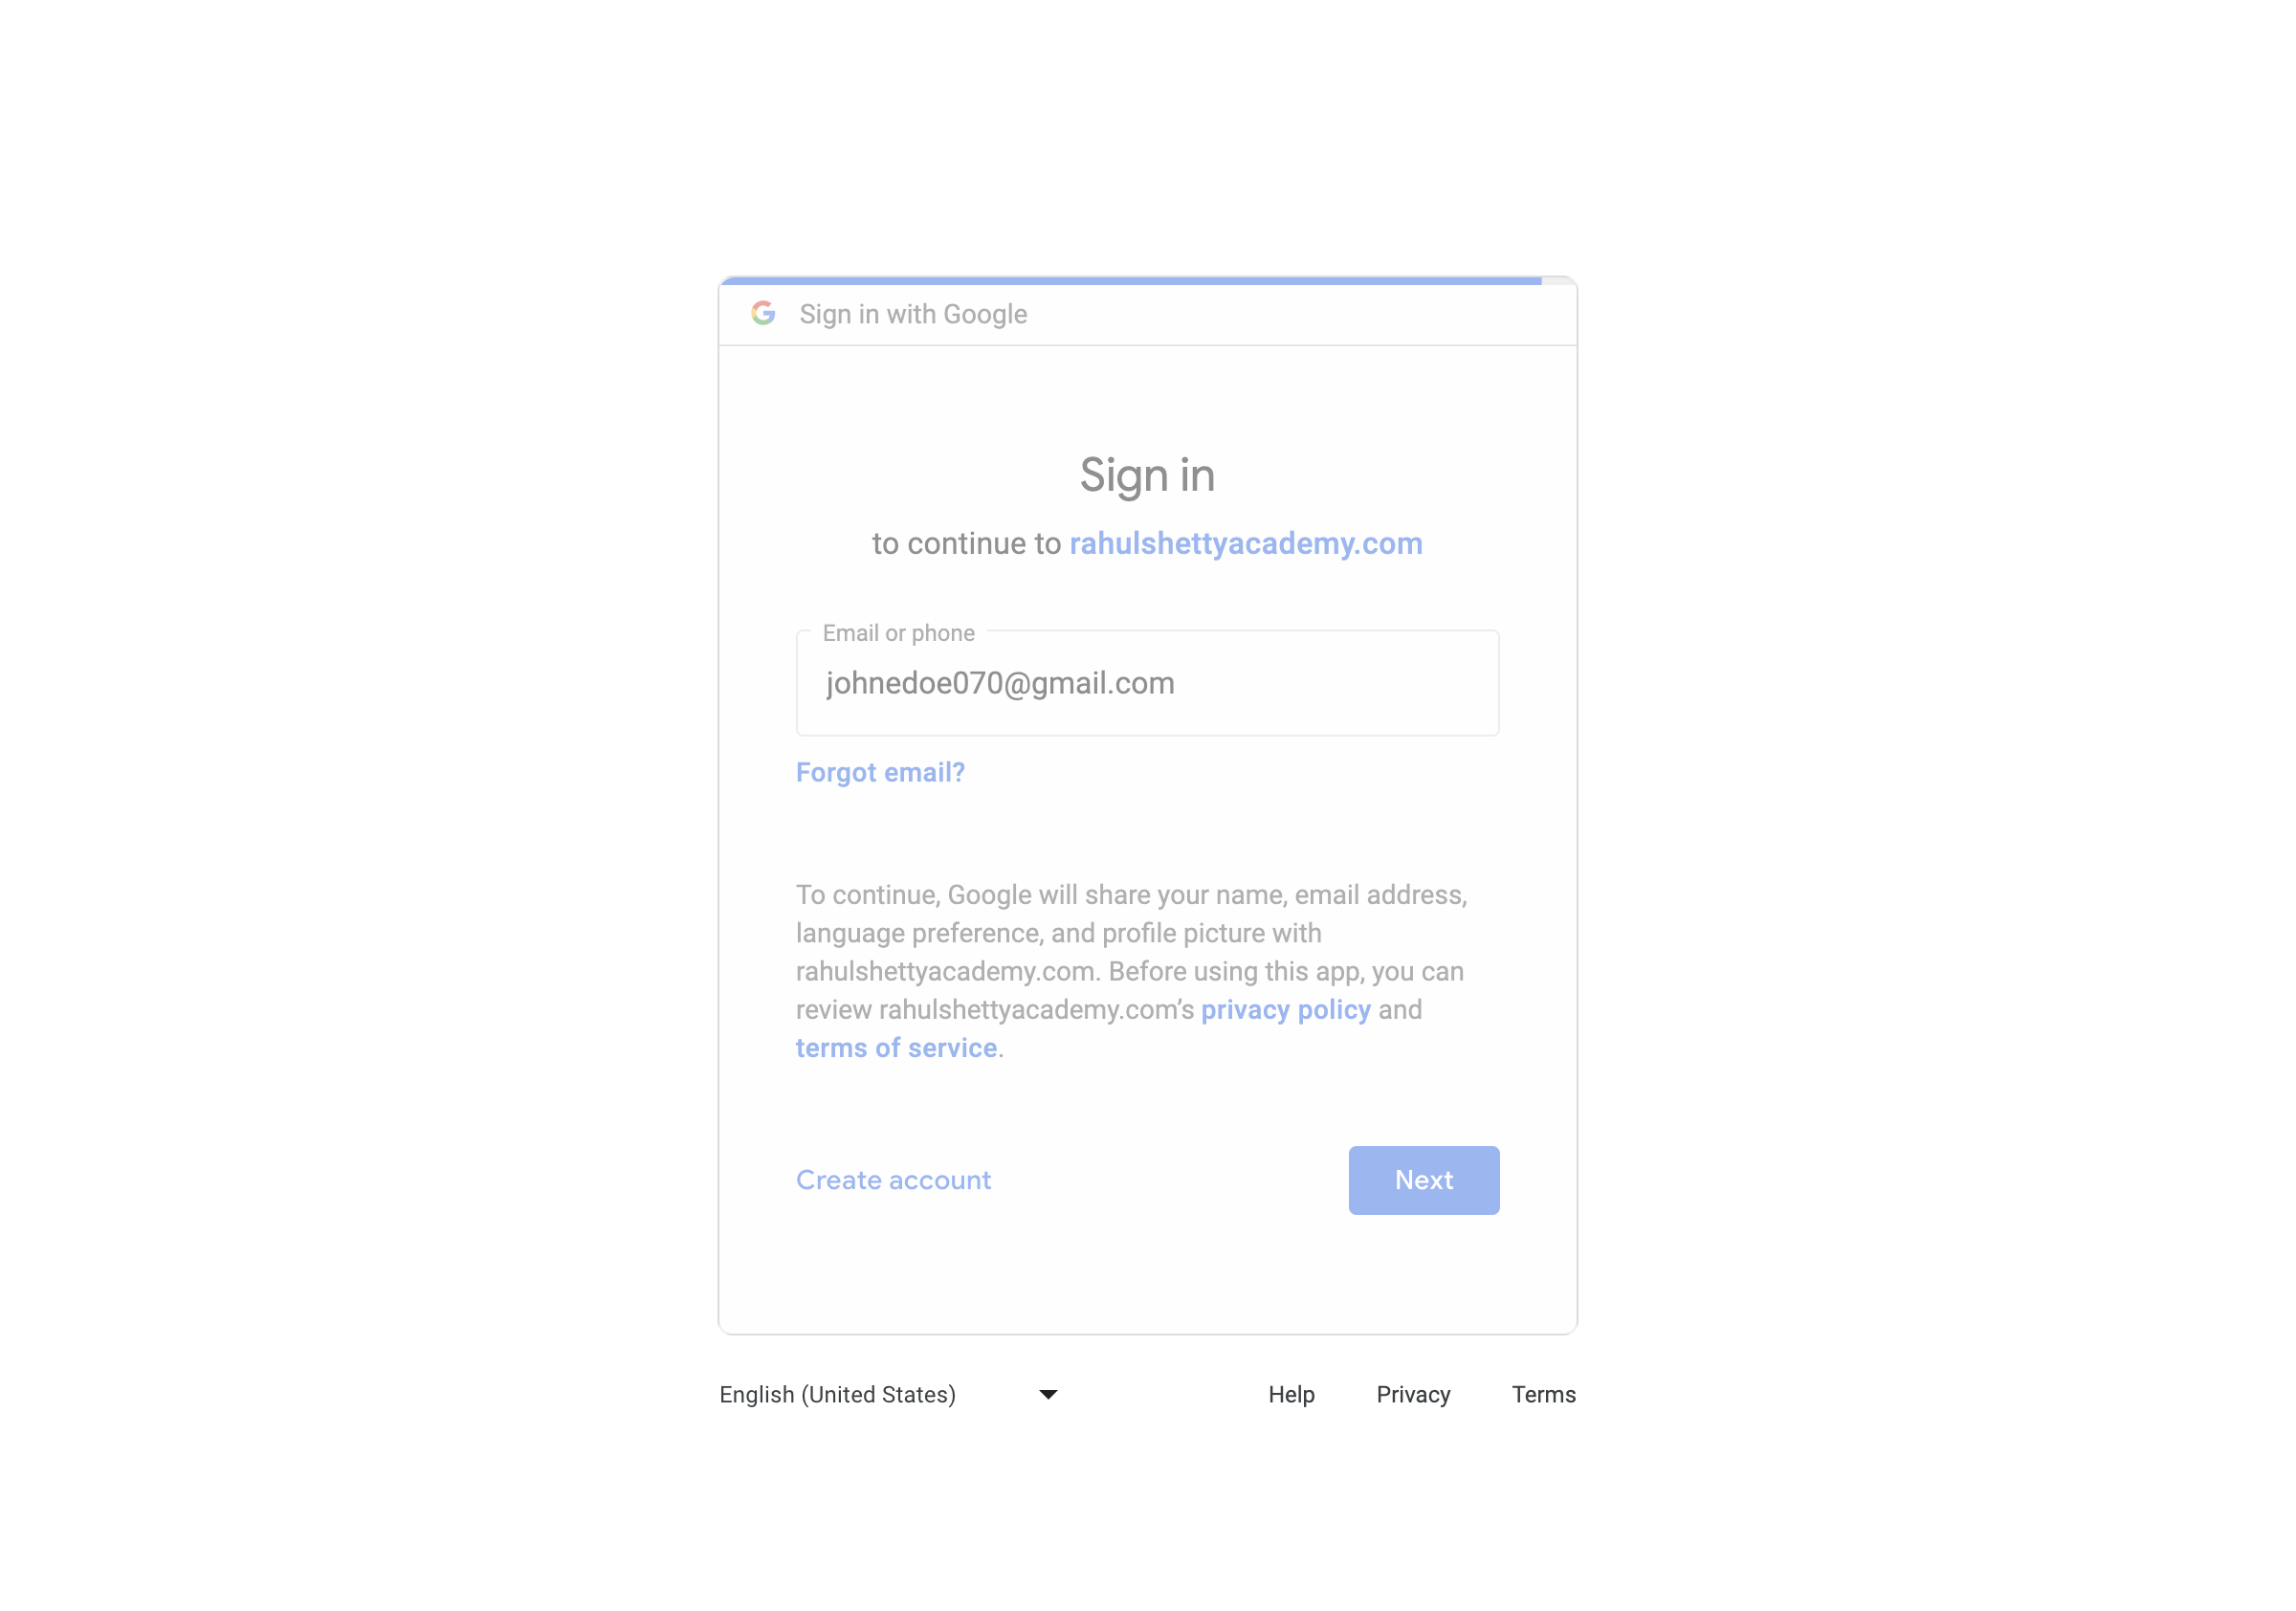 Sign in with Google
Sign in
to continue to rahulshettyacademy.com
Email or phone
johnedoe070@gmail.com
Forgot email?
To continue, Google will share your name, email address,
language preference, and profile picture with
rahulshettyacademy.com. Before using this app, you can
review rahulshettyacademy.com’s privacy policy and
terms of service.
Create account Next
English (United States) Help Privacy Terms